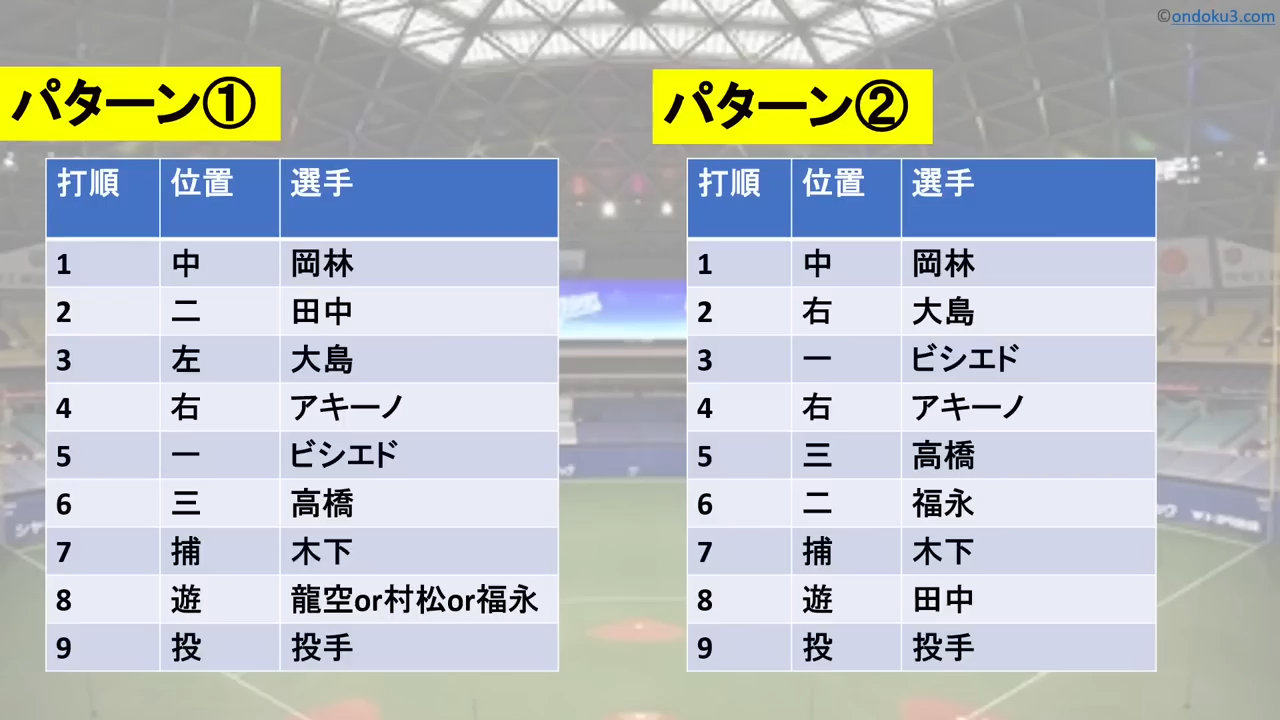 ©ondoku3.com
パターン①
打順 位置 選手
1 中 岡林
2 二 田中
3 左 大島
4 右 アキーノ
5 一 ビシエド
6 三 高橋
7 捕 木下
8 遊 龍空or村松or福永
9 投 投手
パターン②
打順 位置 選手
1 中 岡林
2 右 大島
3 一 ビシエド
4 右 アキーノ
5 三 高橋
6 二 福永
7 捕 木下
8 遊 田中
9 投 投手